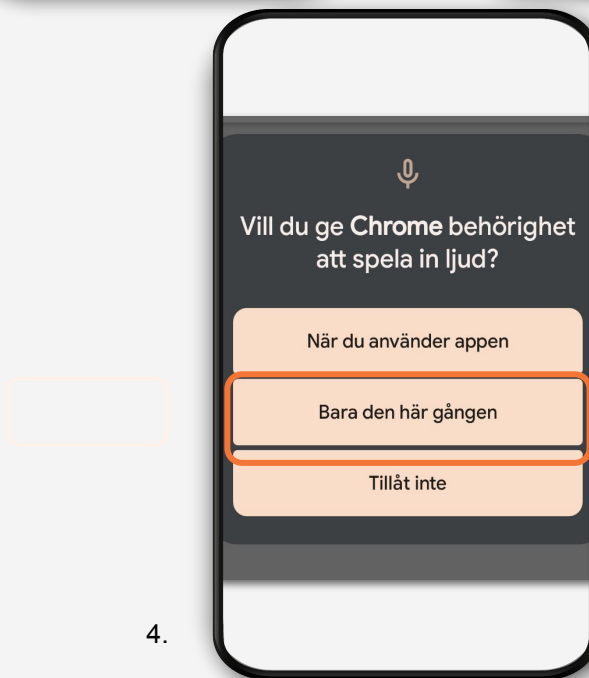 Vill du ge Chrome behörighet
att spela in ljud?
När du använder appen
Bara den här gången
Tillåt inte
4.